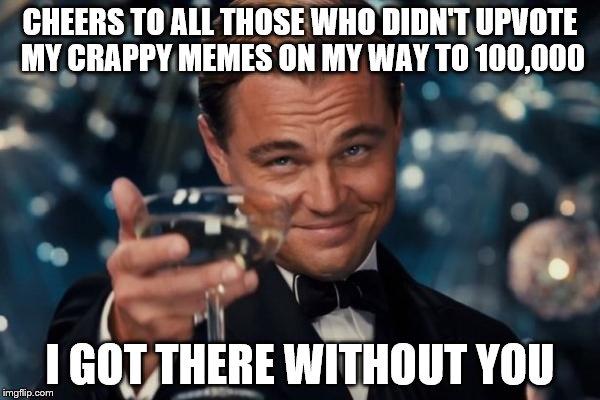 CHEERS TO ALL THOSE WHO DIDN'T UPVOTE
MY CRAPPY MEMES ON MY WAY TO 100,000
I GOT THERE WITHOUT YOU
imgflip.com